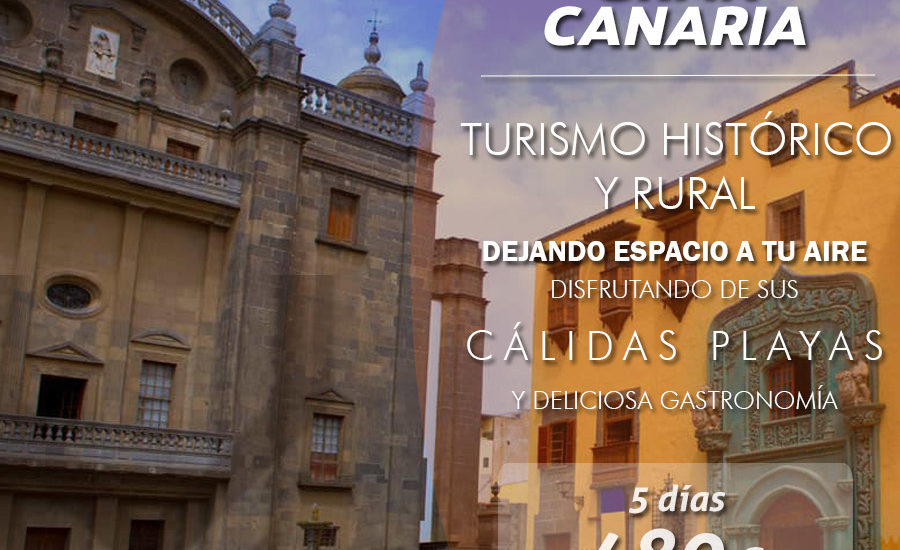 CANARIA
TURISMO HISTÓRICO
Y RURAL
DEJANDO ESPACIO A TU AIRE
DISFRUTANDO DE SUS
CÁLIDAS PLAYAS
Y DELICIOSA GASTRONOMÍA
5 días